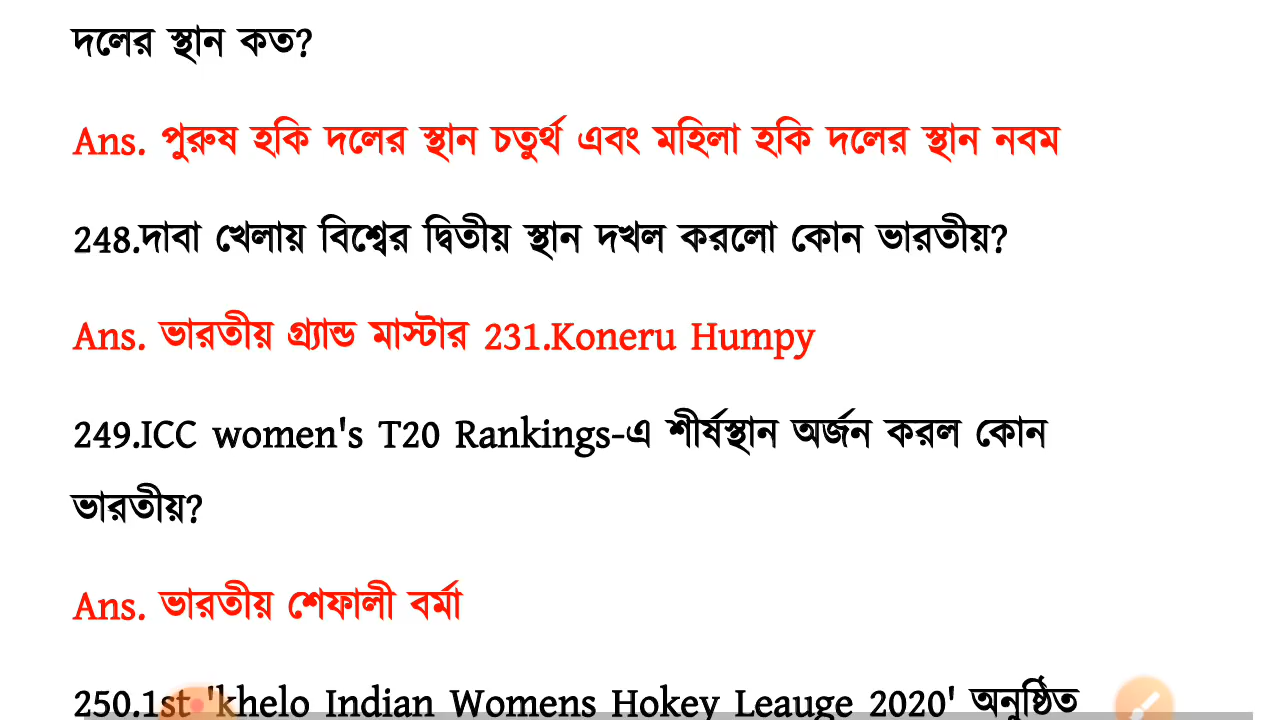 দলের স্থান কত?
Ans. পুরুষ হকি দলের স্থান চতুর্থ এবং মহিলা হকি দলের স্থান নবম
248.দাবা খেলায় বিশ্বের দ্বিতীয় স্থান দখল করলো কোন ভারতীয়?
Ans. ভারতীয় গ্র্যান্ড মাস্টার 231.Koneru Humpy
249.ICC women's T20 Rankings-এ শীর্ষস্থান অর্জন করল কোন
ভারতীয়?
Ans. ভারতীয় শেফালী বর্মা
250.1st 'khelo Indian Womens Hokey Leauge 2020' অনুষ্ঠিত